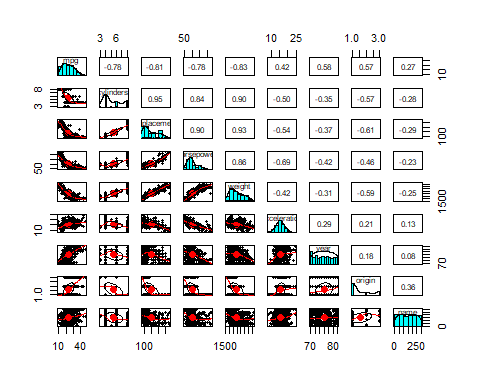 3 6 50 10 25 1.0 3.0
mpg -0.78 -0.81 -0.78 -0.83 0.42 0.58 0.57 0.27 10
8 3 cylinders 0.95 0.84 0.90 -0.50 -0.35 -0.57 -0.28
placemen 0.90 0.93 -0.54 -0.37 -0.61 -0.29 100
50 rsepowe 0.86 -0.69 -0.42 -0.46 -0.23
weight -0.42 -0.31 -0.59 -0.25 1500
10 celeratio 0.29 0.21 0.13
year 0.18 0.08 70
1.0 origin 0.36
name 0
10 40 100 1500 70 80 0 250